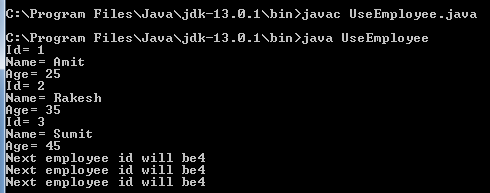 C:\Program Files\Java\jdk-13.0.1\bin>javac UseEmployee.java
C:\Program Files\Java\jdk-13.0.1\bin>java UseEmployee
Id= 1
Name= Amit
Age= 25
Id= 2
Name= Rakesh
Age= 35
Id= 3
Name= Sumit
Age= 45
Next employee id will be4
Next employee id will be4
Next employee id will be4